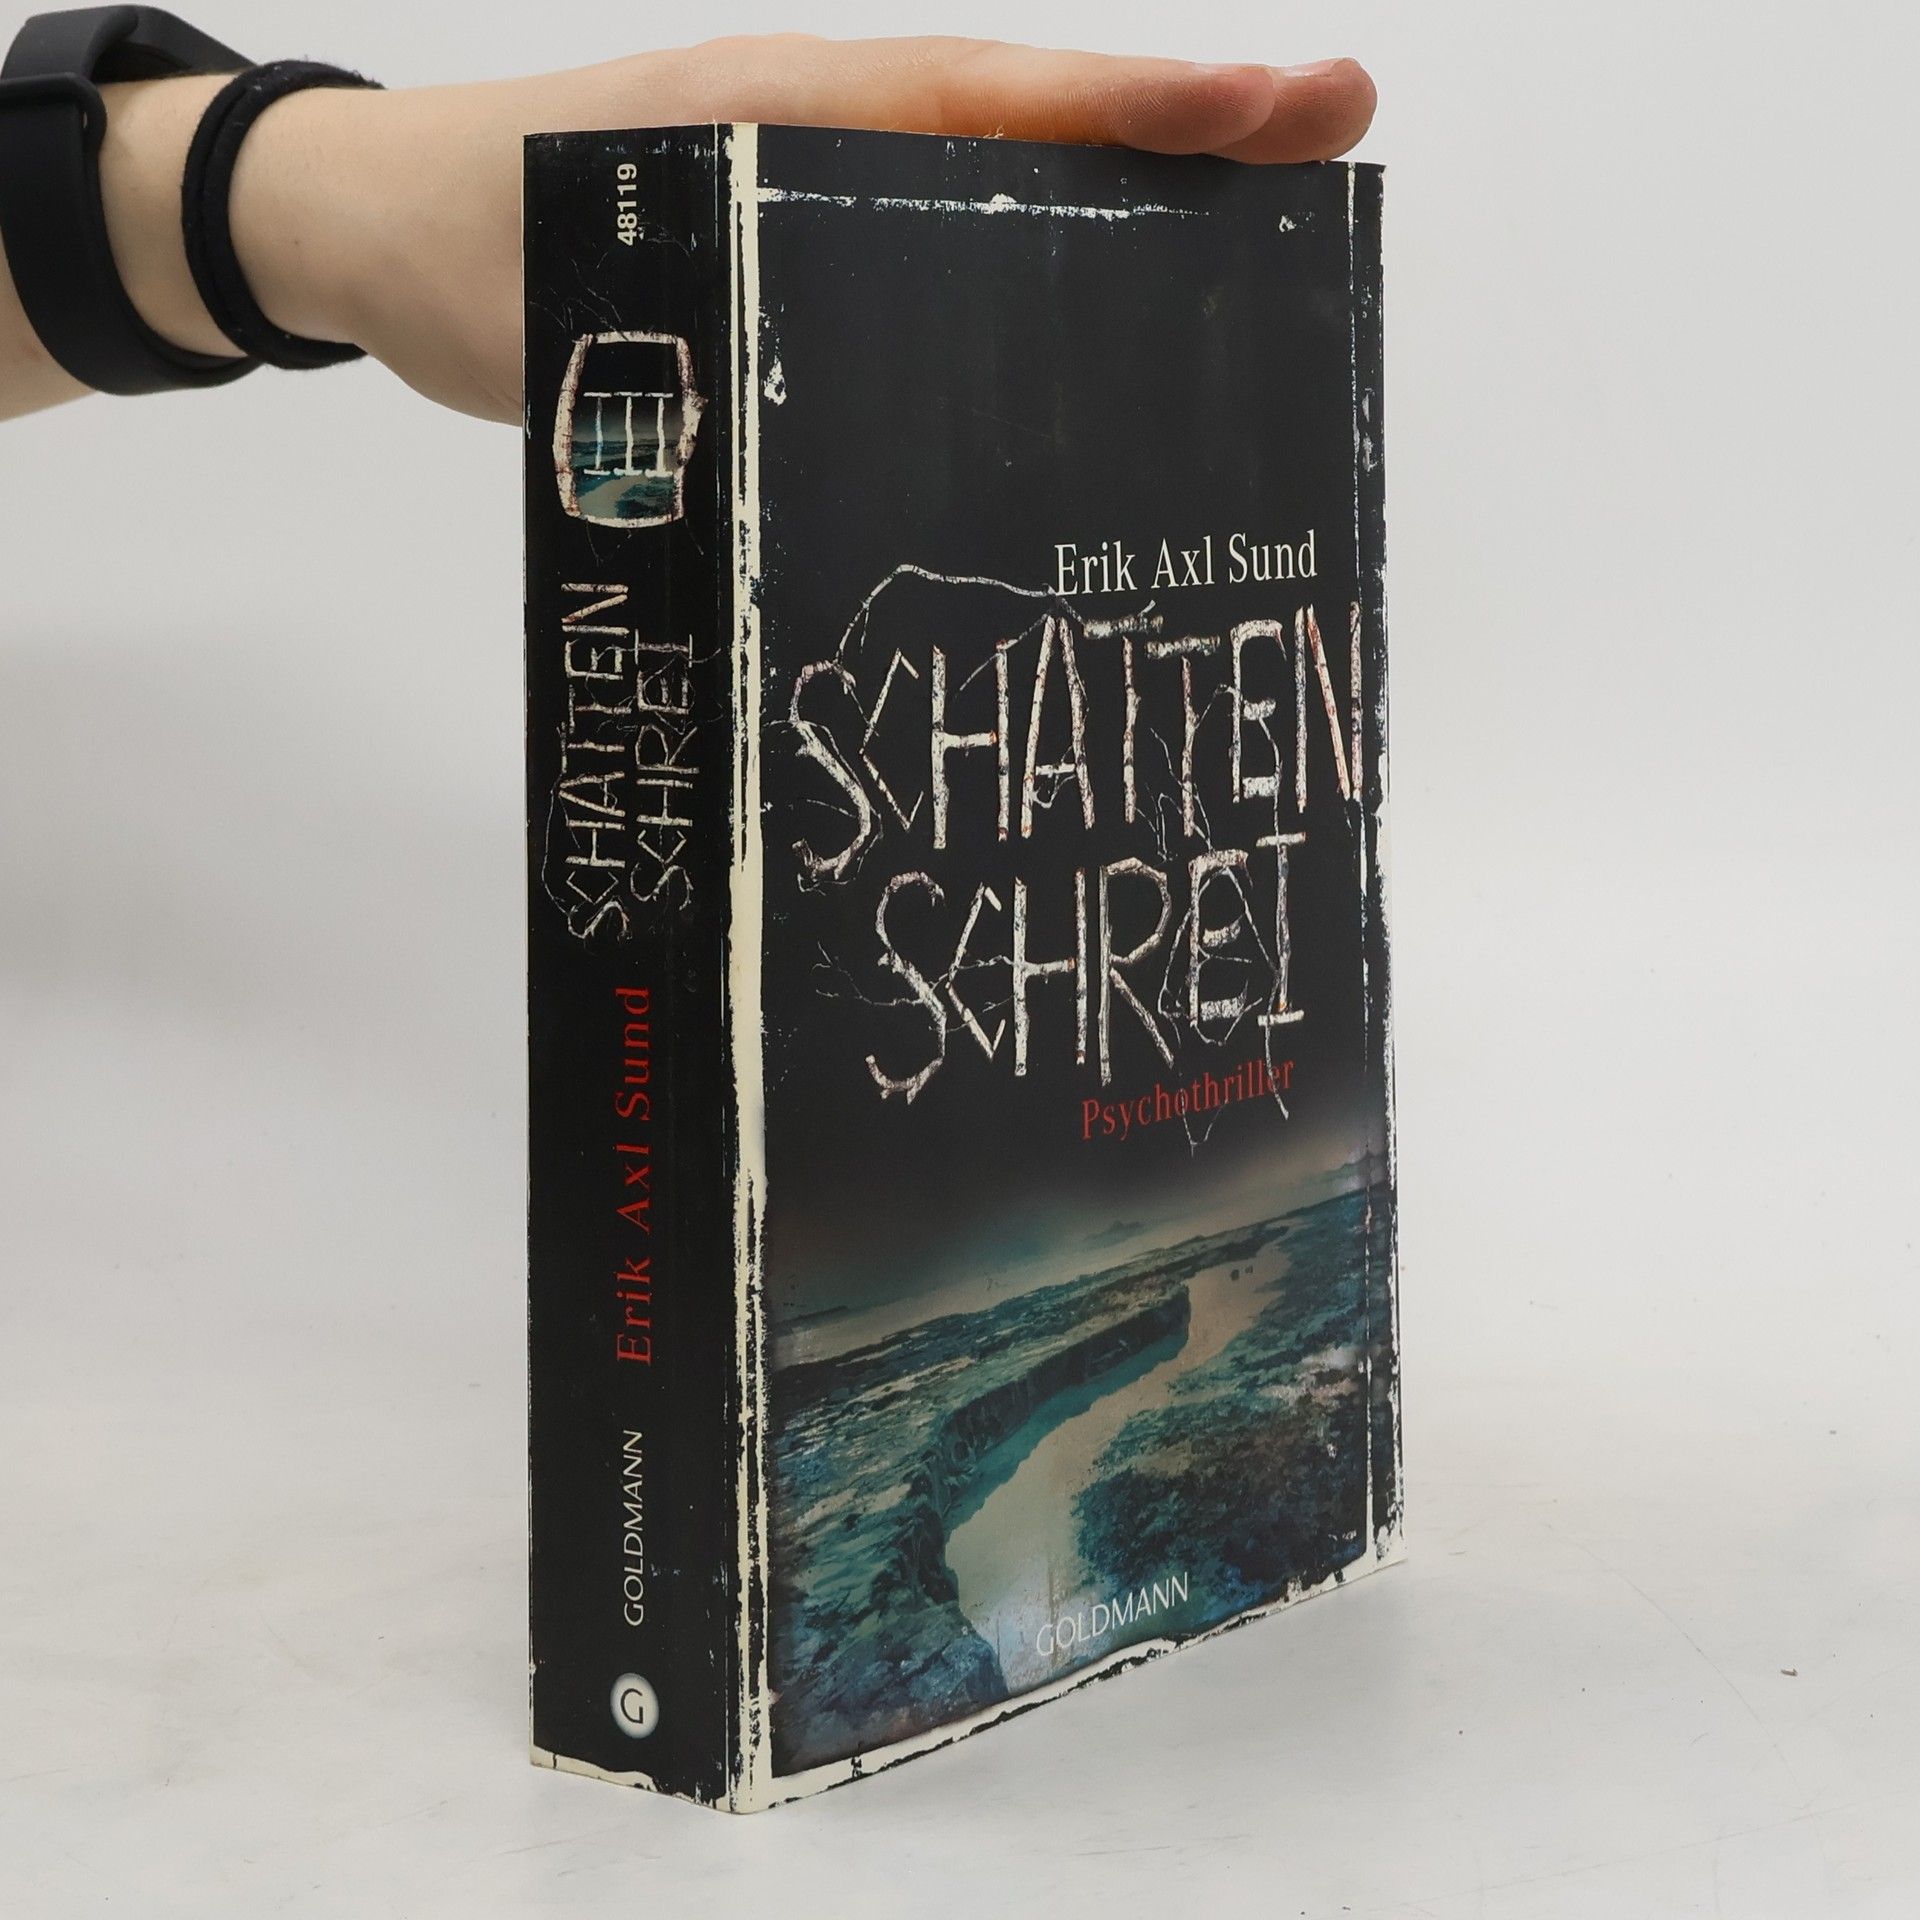 48119
III
SCHATTEN
SCHREI
Erik Axl Sund
GOLDMANN
G
Erik Axl Sund
SCHATTEN
SCHREI
Psychothriller
GOLDMANN